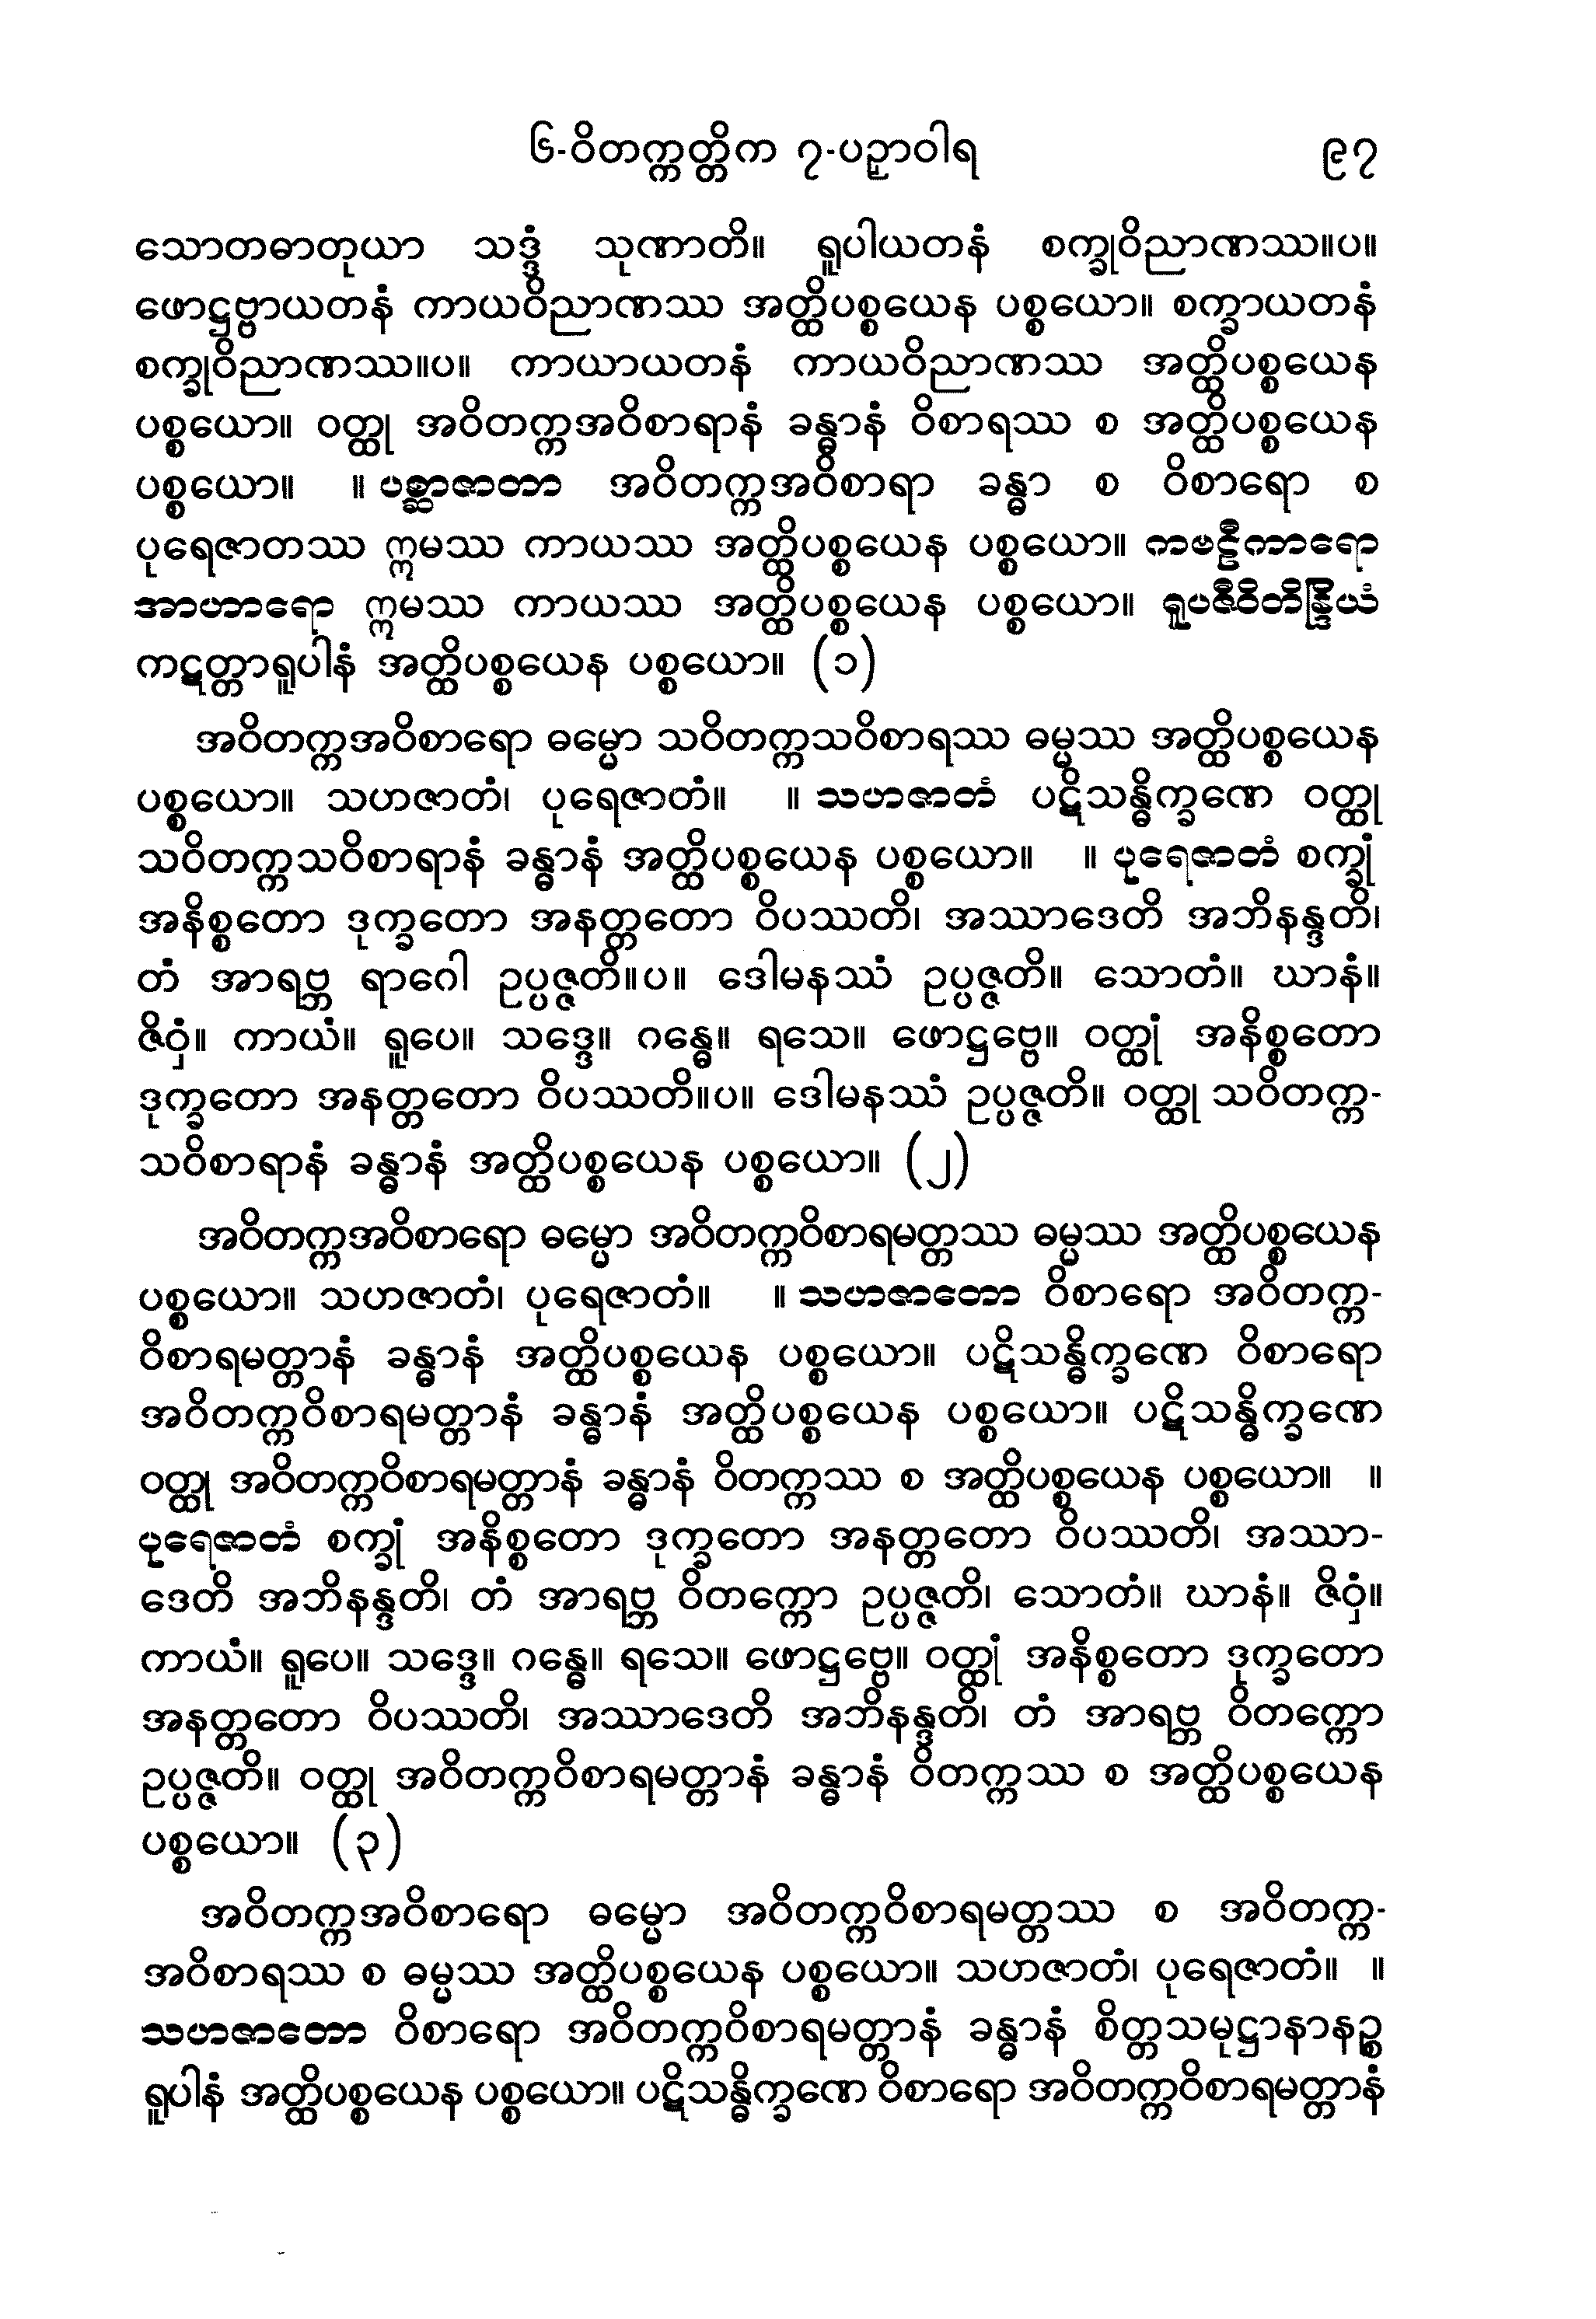 ၆-ဝိတက္ကတ္တိက ၇-ပဉှာဝါရ ၉၇
သောတဓာတုယာ သဒ္ဒံ သုဏာတိ။ ရူပါယတနံ စက္ခုဝိညာဏဿ။ပ။
ဖောဋ္ဌဗ္ဗာယတနံ ကာယဝိညာဏဿ အတ္ထိပစ္စယေန ပစ္စယော။ စက္ခာယတနံ
စက္ခုဝိညာဏဿ။ပ။ ကာယာယတနံ ကာယဝိညာဏဿ အတ္ထိပစ္စယေန
ပစ္စယော။ ဝတ္ထု အဝိတက္ကအဝိစာရာနံ ခန္ဓာနံ ဝိစာရဿ စ အတ္ထိပစ္စယေန
ပစ္စယော။ ။ ပစ္ဆာဇာတာ အဝိတက္ကအဝိစာရာ ခန္ဓာ စ ဝိစာရော စ
ပုရေဇာတဿ ဣမဿ ကာယဿ အတ္ထိပစ္စယေန ပစ္စယော။ ကဗဠီကာရော
အာဟာရော ဣမဿ ကာယဿ အတ္ထိပစ္စယေန ပစ္စယော။ ရူပဇီဝိတိန္ဒြိယံ
ကဋတ္တာရူပါနံ အတ္ထိပစ္စယေန ပစ္စယော။ (၁)
အဝိတက္ကအဝိစာရော ဓမ္မော သဝိတက္ကသဝိစာရဿ ဓမ္မဿ အတ္ထိပစ္စယေန
ပစ္စယော။ သဟဇာတံ၊ ပုရေဇာတံ။ ။ သဟဇာတံ ပဋိသန္ဓိက္ခဏေ ဝတ္ထု
သဝိတက္ကသဝိစာရာနံ ခန္ဓာနံ အတ္ထိပစ္စယေန ပစ္စယော။ ။ ပုရေဇာတံ စက္ခုံ
အနိစ္စတော ဒုက္ခတော အနတ္တတော ဝိပဿတိ၊ အဿာဒေတိ အဘိနန္ဒတိ၊
တံ အာရဗ္ဘ ရာဂေါ ဥပ္ပဇ္ဇတိ။ပ။ ဒေါမနဿံ ဥပ္ပဇ္ဇတိ။ သောတံ။ ဃာနံ။
ဇိဝှံ။ ကာယံ။ ရူပေ။ သဒ္ဒေ။ ဂန္ဓေ။ ရသေ။ ဖောဋ္ဌဗ္ဗေ။ ဝတ္ထုံ အနိစ္စတော
ဒုက္ခတော အနတ္တတော ဝိပဿတိ။ပ။ ဒေါမနဿံ ဥပ္ပဇ္ဇတိ။ ဝတ္ထု သဝိတက္က-
သဝိစာရာနံ ခန္ဓာနံ အတ္ထိပစ္စယေန ပစ္စယော။ (၂)
အဝိတက္ကအဝိစာရော ဓမ္မော အဝိတက္ကဝိစာရမတ္တဿ ဓမ္မဿ အတ္ထိပစ္စယေန
ပစ္စယော။ သဟဇာတံ၊ ပုရေဇာတံ။ ။ သဟဇာတော ဝိစာရော အဝိတက္က-
ဝိစာရမတ္တာနံ ခန္ဓာနံ အတ္ထိပစ္စယေန ပစ္စယော။ ပဋိသန္ဓိက္ခဏေ ဝိစာရော
အဝိတက္ကဝိစာရမတ္တာနံ ခန္ဓာနံ အတ္ထိပစ္စယေန ပစ္စယော။ ပဋိသန္ဓိက္ခဏေ
ဝတ္ထု အဝိတက္ကဝိစာရမတ္တာနံ ခန္ဓာနံ ဝိတက္ကဿ စ အတ္ထိပစ္စယေန ပစ္စယော။ ။
ပုရေဇာတံ စက္ခုံ အနိစ္စတော ဒုက္ခတော အနတ္တတော ဝိပဿတိ၊ အဿာ-
ဒေတိ အဘိနန္ဒတိ၊ တံ အာရဗ္ဘ ဝိတက္ကော ဥပ္ပဇ္ဇတိ၊ သောတံ။ ဃာနံ။ ဇိဝှံ။
ကာယံ။ ရူပေ။ သဒ္ဒေ။ ဂန္ဓေ။ ရသေ။ ဖောဋ္ဌဗ္ဗေ။ ဝတ္ထုံ အနိစ္စတော ဒုက္ခတော
အနတ္တတော ဝိပဿတိ၊ အဿာဒေတိ အဘိနန္ဒတိ၊ တံ အာရဗ္ဘ ဝိတက္ကော
ဥပ္ပဇ္ဇတိ။ ဝတ္ထု အဝိတက္ကဝိစာရမတ္တာနံ ခန္ဓာနံ ဝိတက္ကဿ စ အတ္ထိပစ္စယေန
ပစ္စယော။ (၃)
အဝိတက္ကအဝိစာရော ဓမ္မော အဝိတက္ကဝိစာရမတ္တဿ စ အဝိတက္က-
အဝိစာရဿ စ ဓမ္မဿ အတ္ထိပစ္စယေန ပစ္စယော။ သဟဇာတံ၊ ပုရေဇာတံ။ ။
သဟဇာတော ဝိစာရော အဝိတက္ကဝိစာရမတ္တာနံ ခန္ဓာနံ စိတ္တသမုဋ္ဌာနာနဉ္စ
ရူပါနံ အတ္ထိပစ္စယေန ပစ္စယော။ ပဋိသန္ဓိက္ခဏေ ဝိစာရော အဝိတက္ကဝိစာရမတ္တာနံ